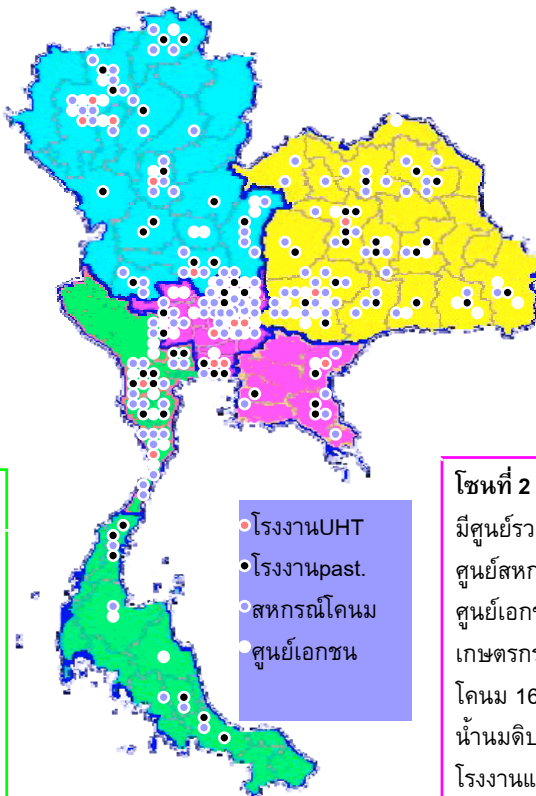 โรงงานUHT
โรงงานpast.
สหกรณ์โคนม
ศูนย์เอกชน
โซนที่ 2
มีศูนย์รว
ศูนย์สหก
ศูนย์เอกช
เกษตรกร
โคนม 16
น้ำนมดิบ
โรงงานแ